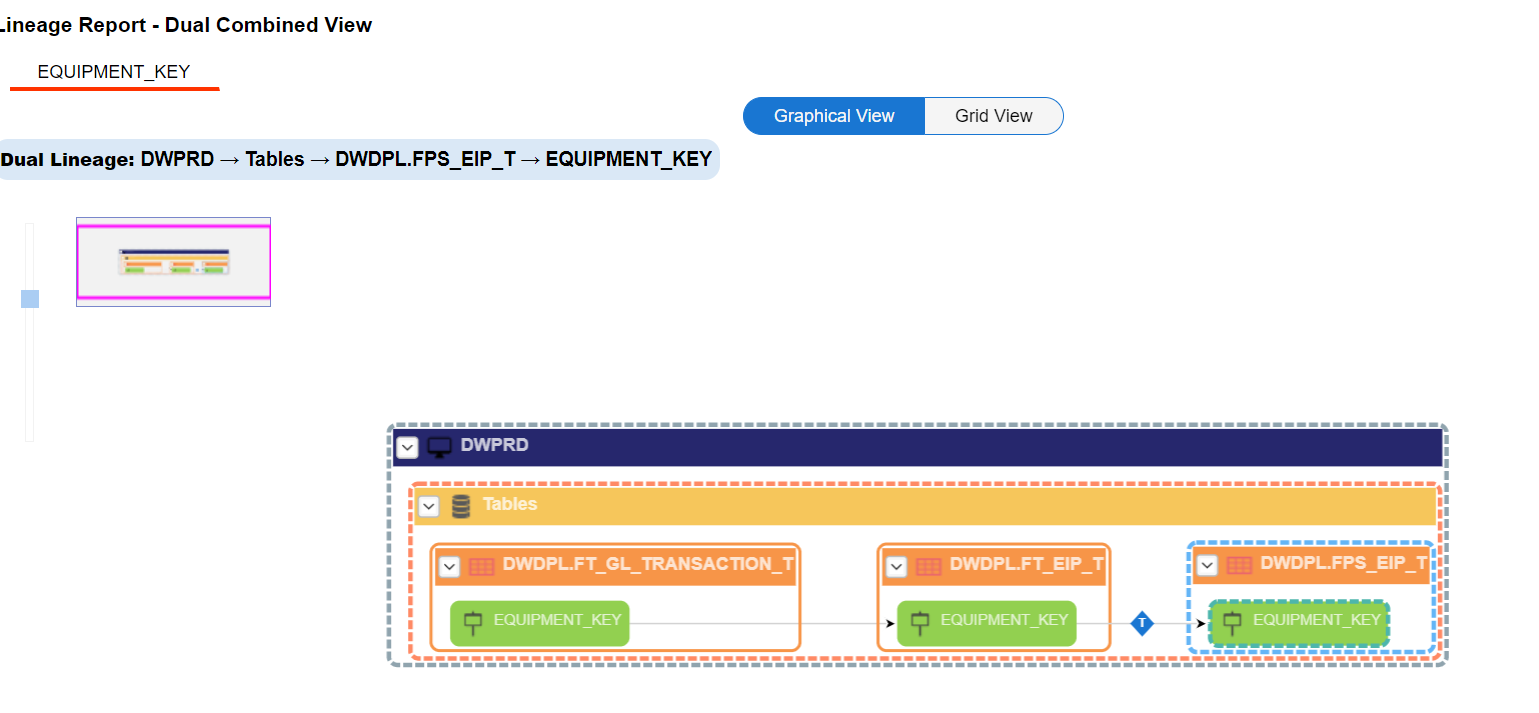 Lineage Report - Dual Combined View
EQUIPMENT_KEY
Graphical View
Grid View
Dual Lineage: DWPRD → Tables → DWDPL.FPS_EIP_T → EQUIPMENT_KEY
DWPRD
Tables
DWDPL.FT_GL_TRANSACTION_T
DWDPL.FT_EIP_T
DWDPL.FPS_EIP_T
EQUIPMENT_KEY
EQUIPMENT_KEY
T
EQUIPMENT_KEY